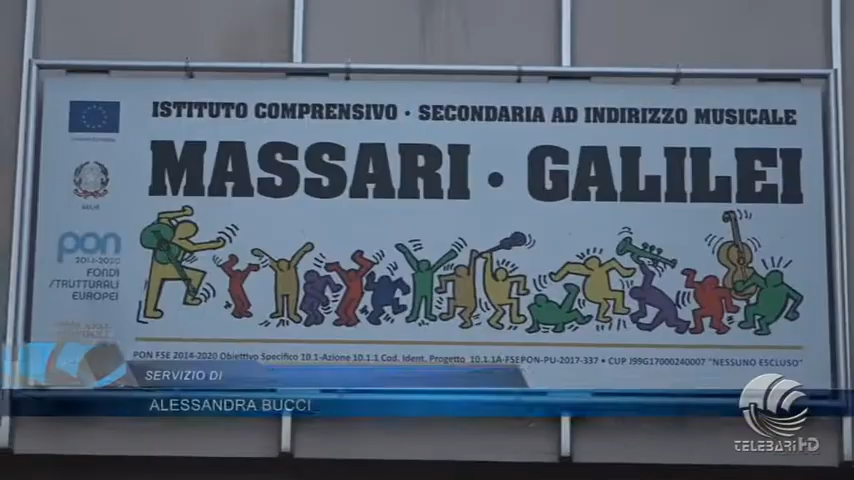 ISTITUTO COMPRENSIVO · SECONDARIA AD INDIRIZZO MUSICALE
MASSARI · GALILEI
pon
2014-2020
FONDI
STRUTTURALI
EUROPEI
PON FSE 2014-2020 Obiettivo Specifico 10.1-Azione 10.1.1 Cod. Ident. Progetto 10.1.1A-FSEPON-PU-2017-337 • CUP J99G17000240007 "NESSUNO ESCLUSO"
SERVIZIO DI
ALESSANDRA BUCCI
TELEBARI HD